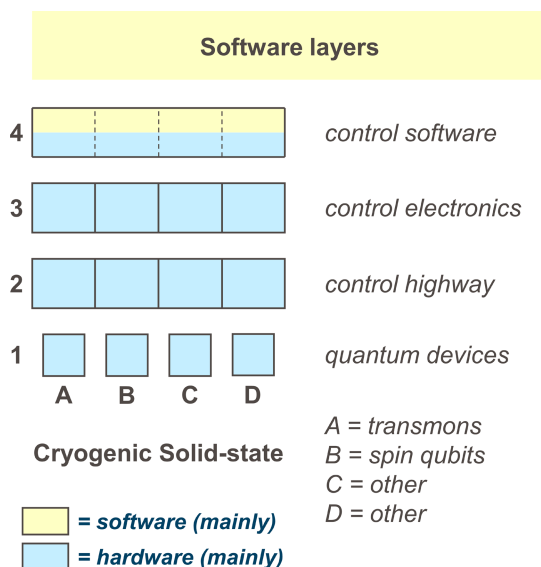 Software layers
4 control software
3 control electronics
2 control highway
1 quantum devices
A B C D
Cryogenic Solid-state
A = transmons
B = spin qubits
C = other
D = other
= software (mainly)
= hardware (mainly)